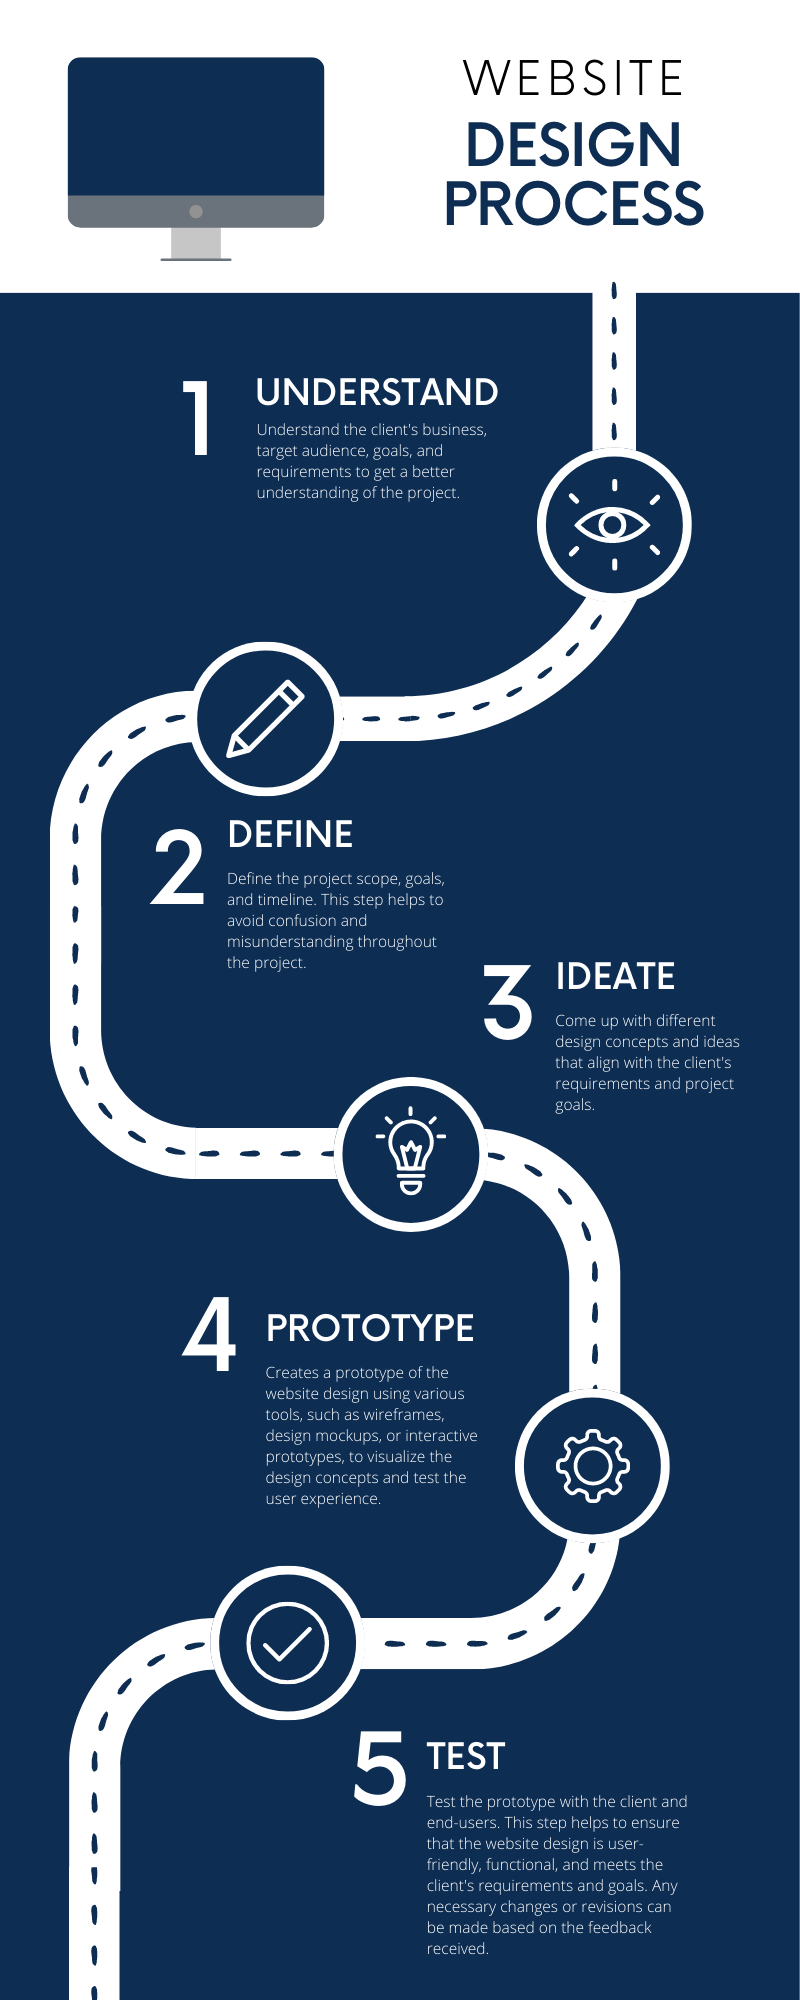 WEBSITE
DESIGN
PROCESS
1
UNDERSTAND
Understand the client's business,
target audience, goals, and
requirements to get a better
understanding of the project.
2
DEFINE
Define the project scope, goals,
and timeline. This step helps to
avoid confusion and
misunderstanding throughout
the project.
3
IDEATE
Come up with different
design concepts and ideas
that align with the client's
requirements and project
goals.
4
PROTOTYPE
Creates a prototype of the
website design using various
tools, such as wireframes,
design mockups, or interactive
prototypes, to visualize the
design concepts and test the
user experience.
5
TEST
Test the prototype with the client and
end-users. This step helps to ensure
that the website design is user-
friendly, functional, and meets the
client's requirements and goals. Any
necessary changes or revisions can
be made based on the feedback
received.